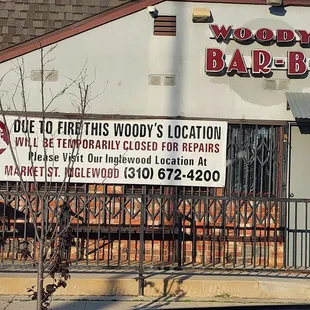 WOODY
BAR-B
DUE TO FIRE THIS WOODY'S LOCATION
WILL BE TEMPORARILY CLOSED FOR REPAIRS
Please Visit Our Inglewood Location At
MARKET ST. INGLEWOOD (310) 672-4200